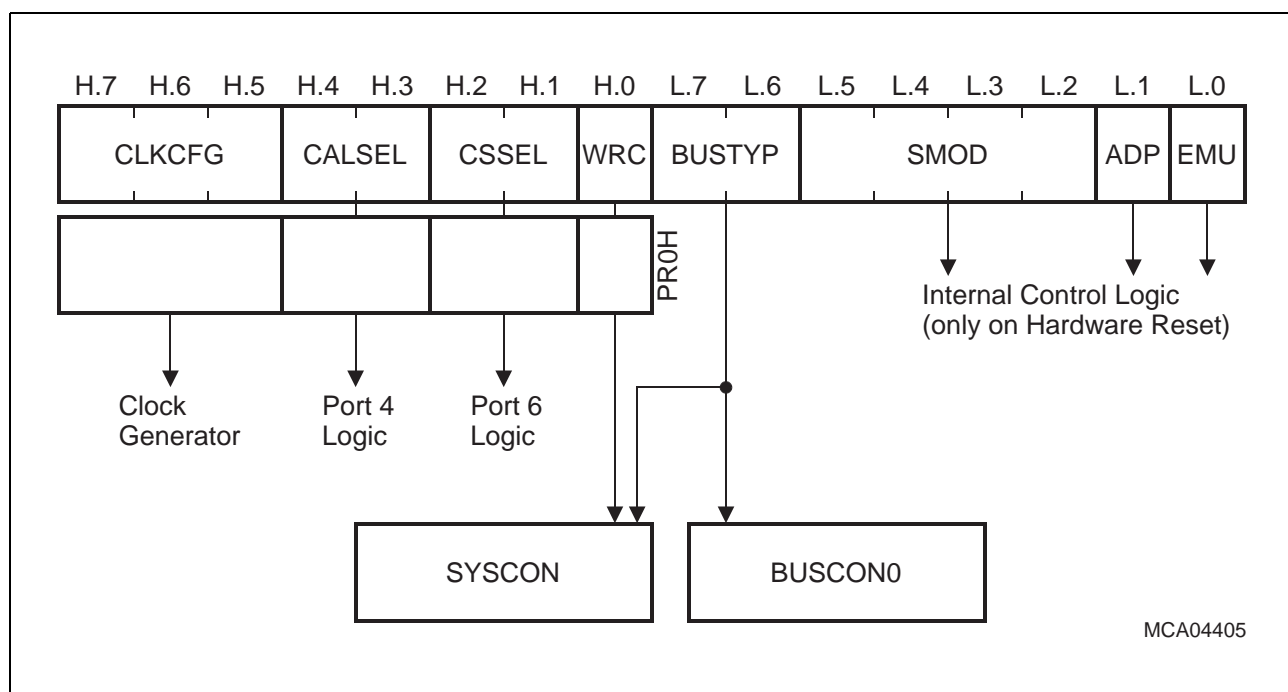 H.7 H.6 H.5 H.4 H.3 H.2 H.1 H.0 L.7 L.6 L.5 L.4 L.3 L.2 L.1 L.0
CLKCFG CALSEL CSSEL WRC BUSTYP SMOD ADP EMU
PR0H
Internal Control Logic
(only on Hardware Reset)
Clock
Generator
Port 4
Logic
Port 6
Logic
SYSCON
BUSCON0
MCA04405